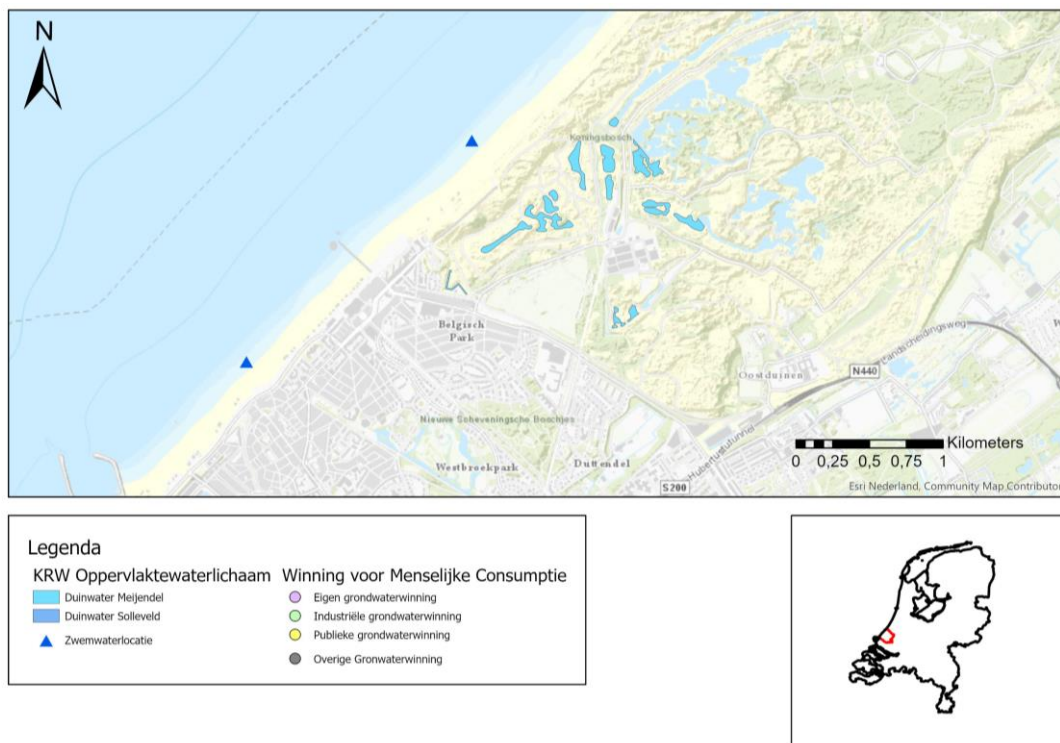 N
Koningsbosch
Belgisch
Park
Oostduinen
N440
Landscheidingsweg
Nieuwe Scheveningsche Boschjes
Westbroekpark
Duttendel
Hubertustunnel
S200
Kilometers
0 0,25 0,5 0,75 1
Esri Nederland, Community Map Contributor
Legenda
KRW Oppervlaktewaterlichaam
Duinwater Meijendel
Duinwater Solleveld
Zwemwaterlocatie
Winning voor Menselijke Consumptie
Eigen grondwaterwinning
Industriële grondwaterwinning
Publieke grondwaterwinning
Overige Gronwaterwinning